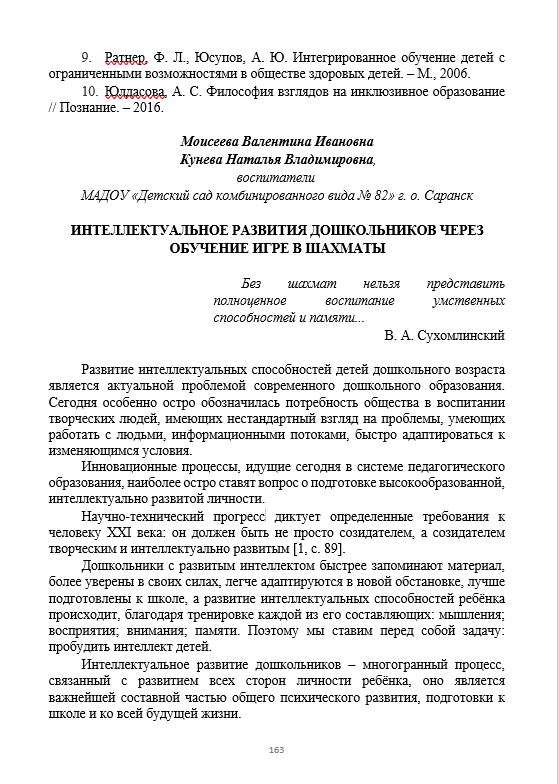 9. Ратнер, Ф. Л., Юсупов, А. Ю. Интегрированное обучение детей с
ограниченными возможностями в обществе здоровых детей. – М., 2006.
10. Юлдасова, А. С. Философия взглядов на инклюзивное образование
// Познание. – 2016.
Моисеева Валентина Ивановна
Кунева Наталья Владимировна,
воспитатели
МАДОУ «Детский сад комбинированного вида № 82» г. о. Саранск
ИНТЕЛЛЕКТУАЛЬНОЕ РАЗВИТИЯ ДОШКОЛЬНИКОВ ЧЕРЕЗ
ОБУЧЕНИЕ ИГРЕ В ШАХМАТЫ
Без шахмат нельзя представить
полноценное воспитание умственных
способностей и памяти...
В. А. Сухомлинский
Развитие интеллектуальных способностей детей дошкольного возраста
является актуальной проблемой современного дошкольного образования.
Сегодня особенно остро обозначилась потребность общества в воспитании
творческих людей, имеющих нестандартный взгляд на проблемы, умеющих
работать с людьми, информационными потоками, быстро адаптироваться к
изменяющимся условия.
Инновационные процессы, идущие сегодня в системе педагогического
образования, наиболее остро ставят вопрос о подготовке высокообразованной,
интеллектуально развитой личности.
Научно-технический прогресс диктует определенные требования к
человеку XXI века: он должен быть не просто созидателем, а созидателем
творческим и интеллектуально развитым [1, с. 89].
Дошкольники с развитым интеллектом быстрее запоминают материал,
более уверены в своих силах, легче адаптируются в новой обстановке, лучше
подготовлены к школе, а развитие интеллектуальных способностей ребёнка
происходит, благодаря тренировке каждой из его составляющих: мышления;
восприятия; внимания; памяти. Поэтому мы ставим перед собой задачу:
пробудить интеллект детей.
Интеллектуальное развитие дошкольников – многогранный процесс,
связанный с развитием всех сторон личности ребёнка, оно является
важнейшей составной частью общего психического развития, подготовки к
школе и ко всей будущей жизни.
163